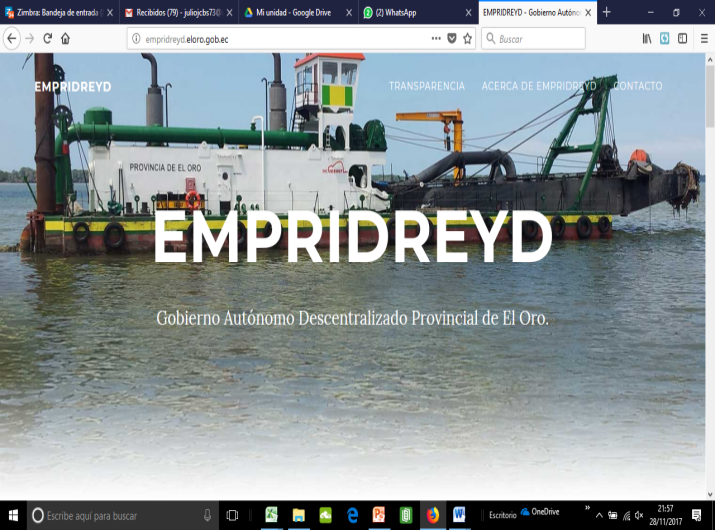 Zimbra: Bandeja de entrada
Recibidos (79) - juliojcbs73@
Mi unidad - Google Drive
(2) WhatsApp
EMPRIDREYD - Gobierno Autónom
empridreyd.eloro.gob.ec
Buscar
EMPRIDREYD
TRANSPARENCIA
ACERCA DE EMPRIDREYD
CONTACTO
PROVINCIA DE EL ORO
EMPRIDREYD
Gobierno Autónomo Descentralizado Provincial de El Oro.
Escribe aquí para buscar
Escritorio
OneDrive
21:57
28/11/2017